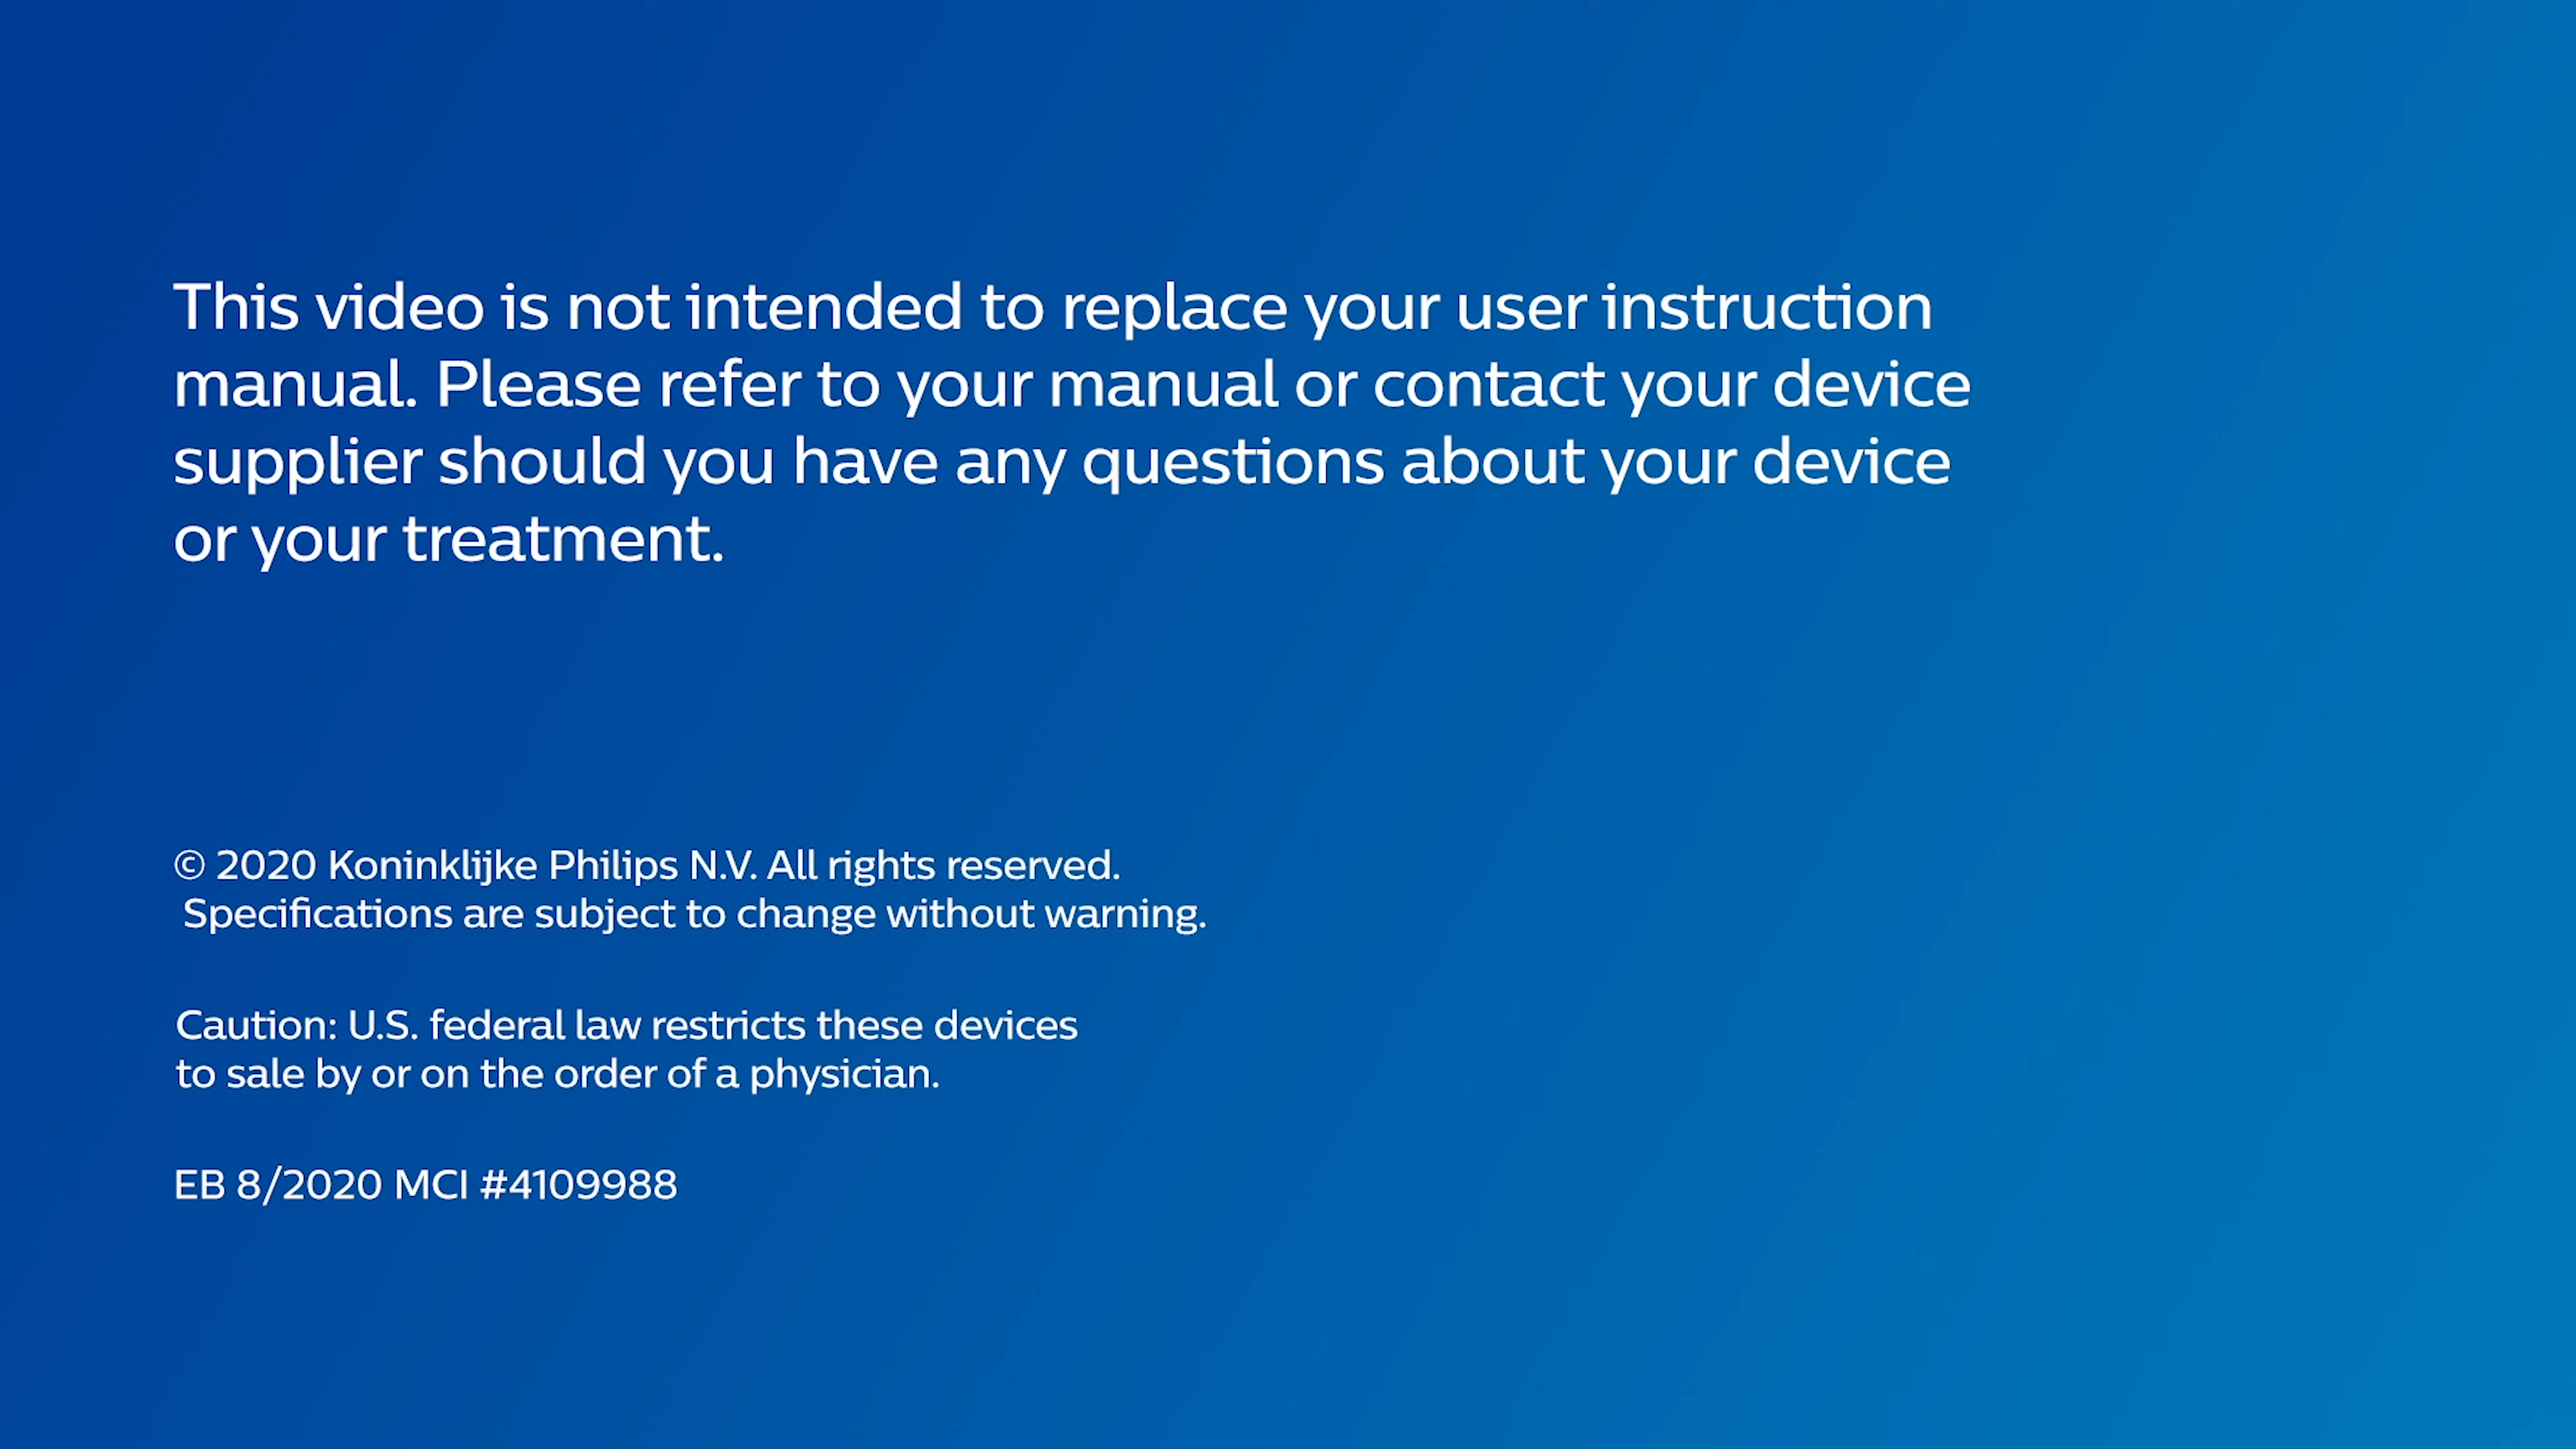 This video is not intended to replace your user instruction
manual. Please refer to your manual or contact your device
supplier should you have any questions about your device
or your treatment.
© 2020 Koninklijke Philips N.V. All rights reserved.
Specifications are subject to change without warning.
Caution: U.S. federal law restricts these devices
to sale by or on the order of a physician.
EB 8/2020 MCI #4109988